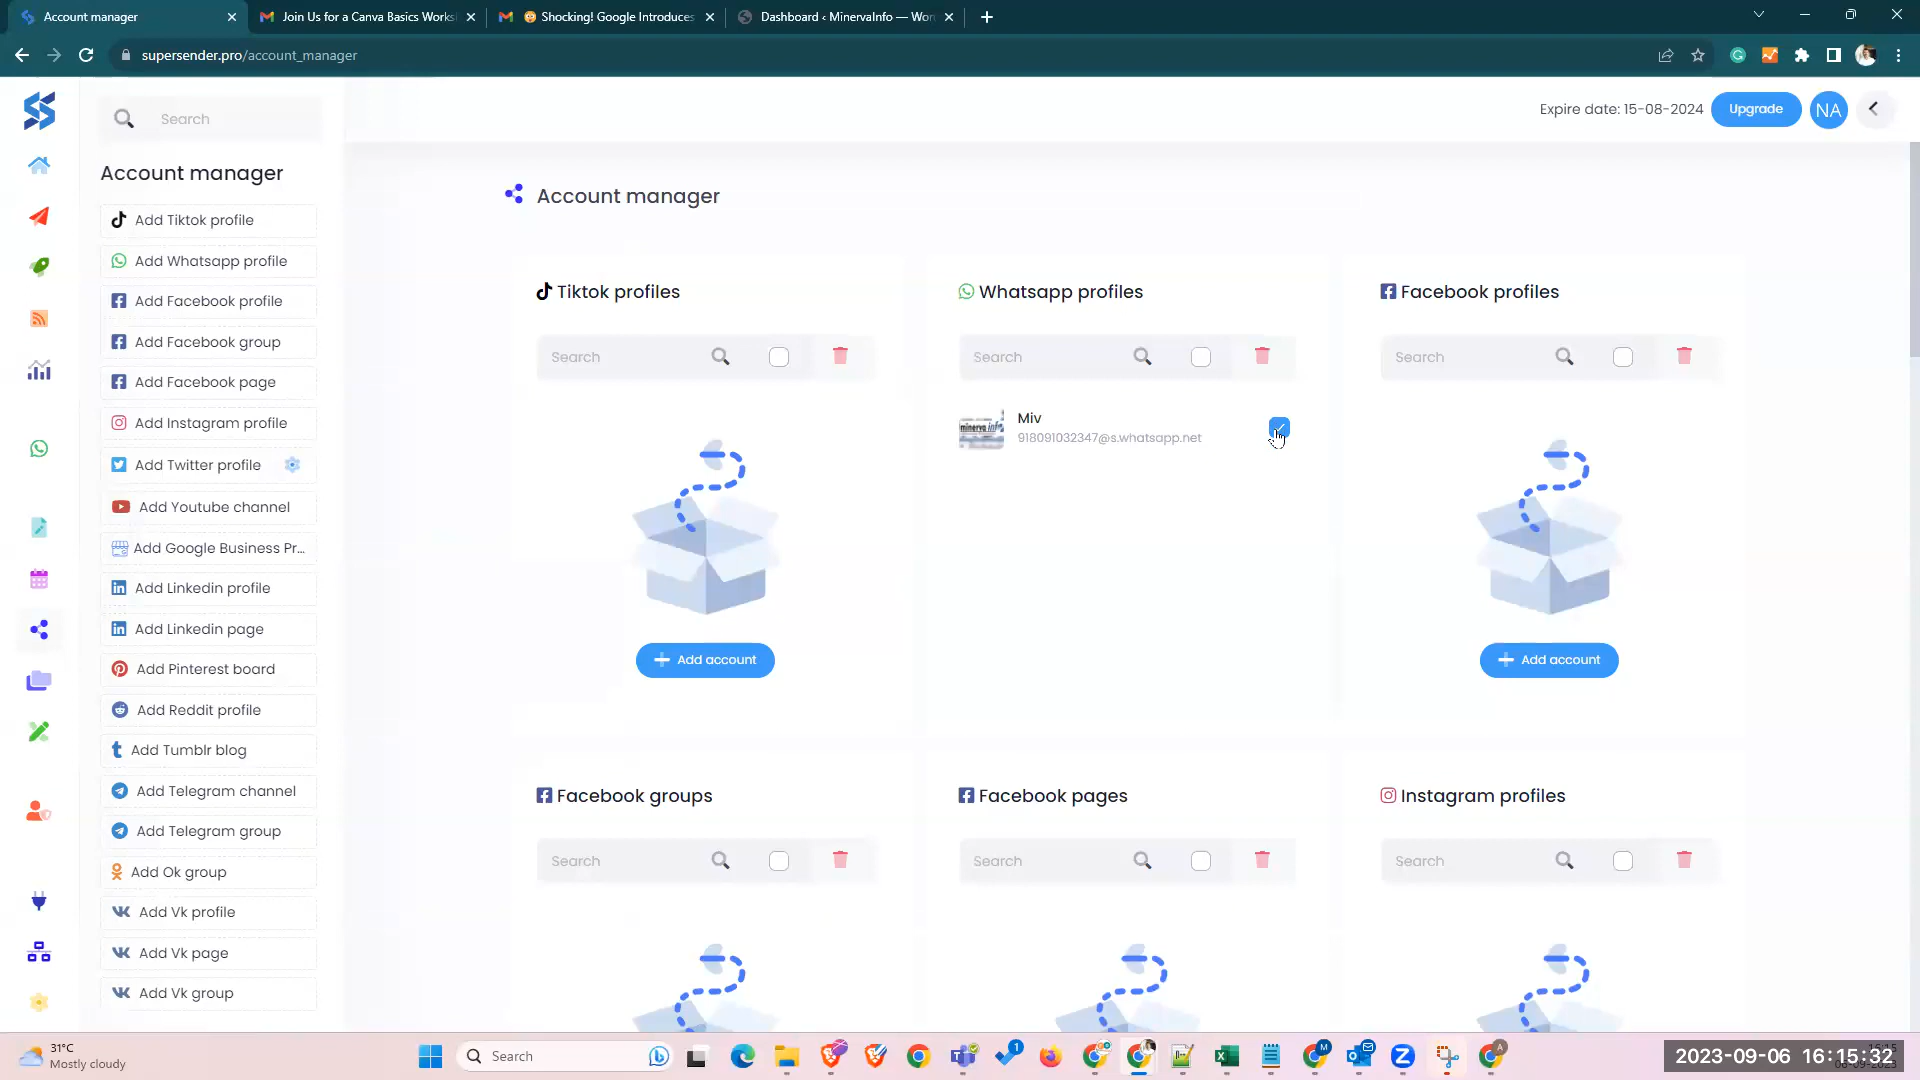 Account manager
Join Us for a Canva Basics Works
Shocking! Google Introduces
Dashboard ‹ MinervaInfo — Wor
supersender.pro/account_manager
Search
Expire date: 15-08-2024
Upgrade
NA
Account manager
Add Tiktok profile
Add Whatsapp profile
Add Facebook profile
Add Facebook group
Add Facebook page
Add Instagram profile
Add Twitter profile
Add Youtube channel
Add Google Business Pr...
Add Linkedin profile
Add Linkedin page
Add Pinterest board
Add Reddit profile
Add Tumblr blog
Add Telegram channel
Add Telegram group
Add Ok group
Add Vk profile
Add Vk page
Add Vk group
Account manager
Tiktok profiles
Search
Add account
Whatsapp profiles
Search
Miv
918091032347@s.whatsapp.net
Facebook profiles
Search
Add account
Facebook groups
Search
Facebook pages
Search
Instagram profiles
Search
31°C
Mostly cloudy
Search
2023-09-06 16:15:32